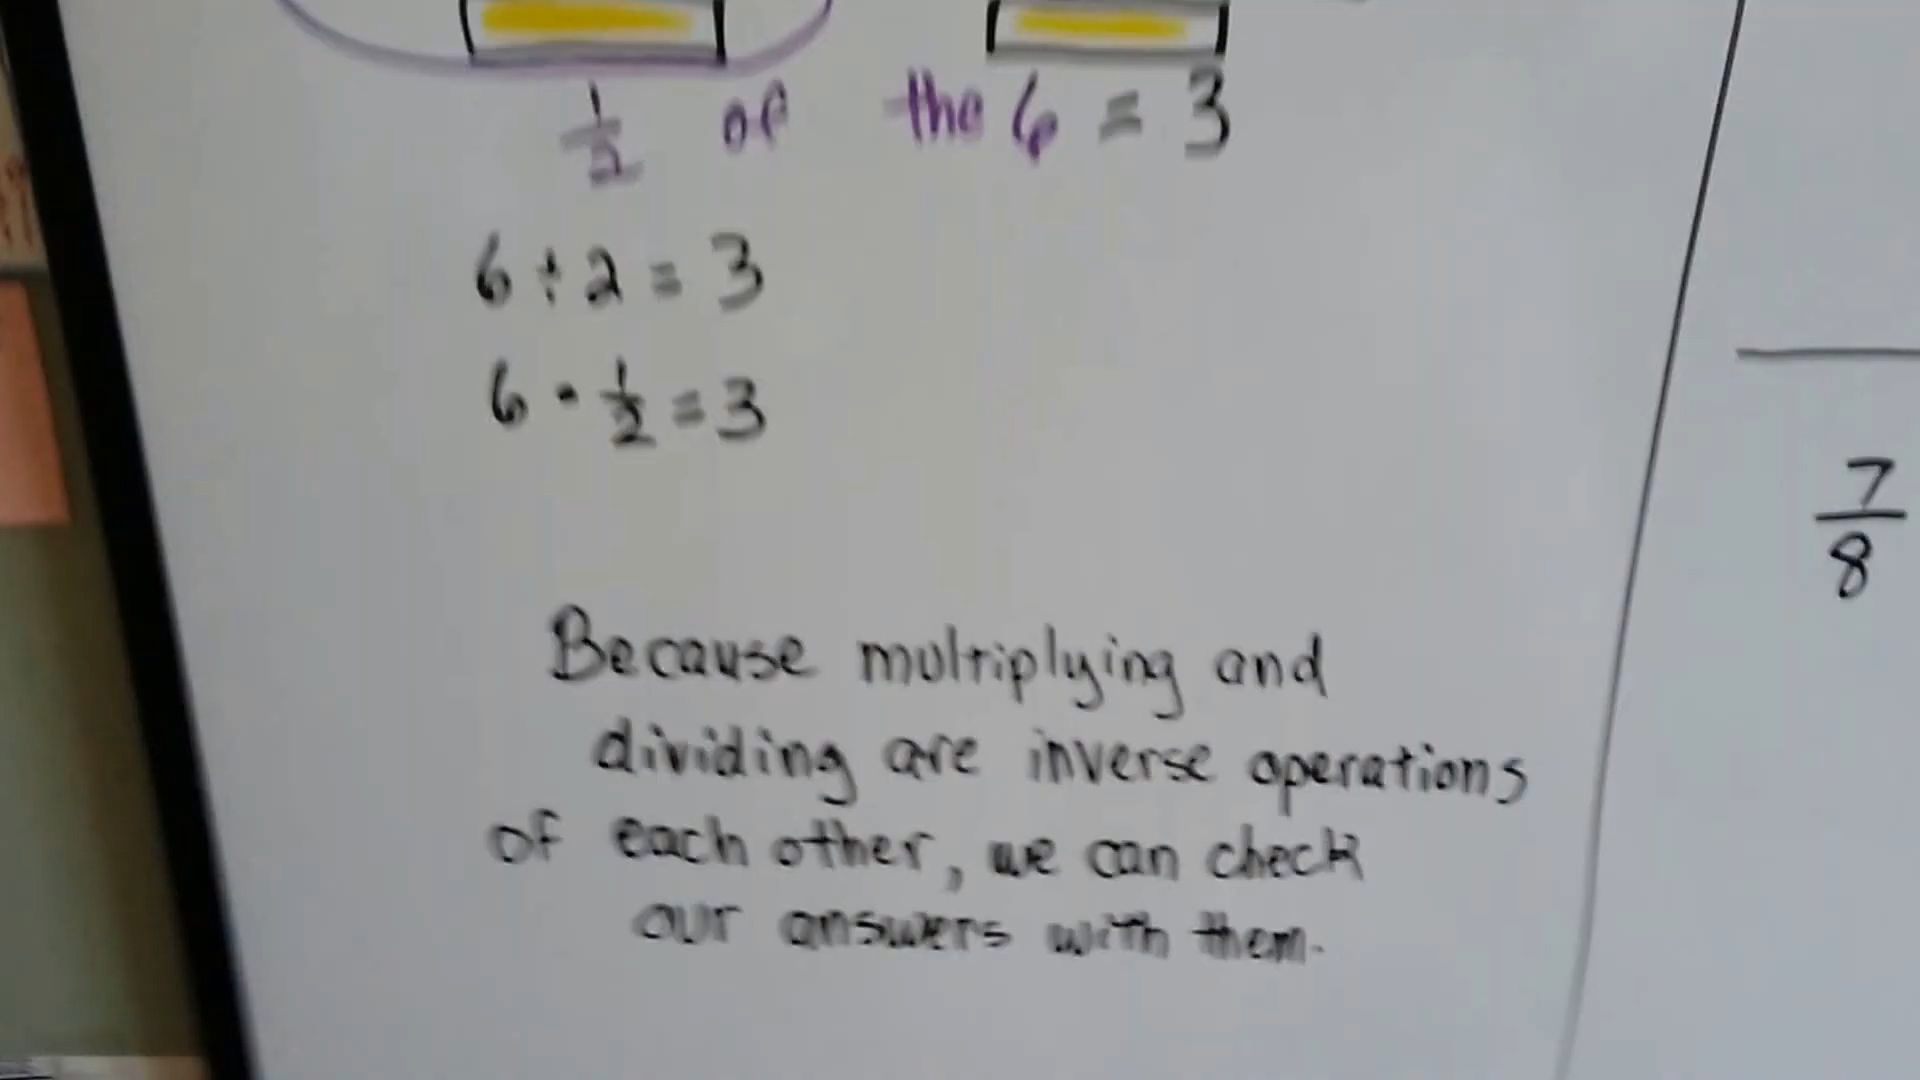 1/2 of the 6 = 3
6 ÷ 2 = 3
6 · 1/2 = 3
7/8
Because multiplying and
dividing are inverse operations
of each other, we can check
our answers with them.